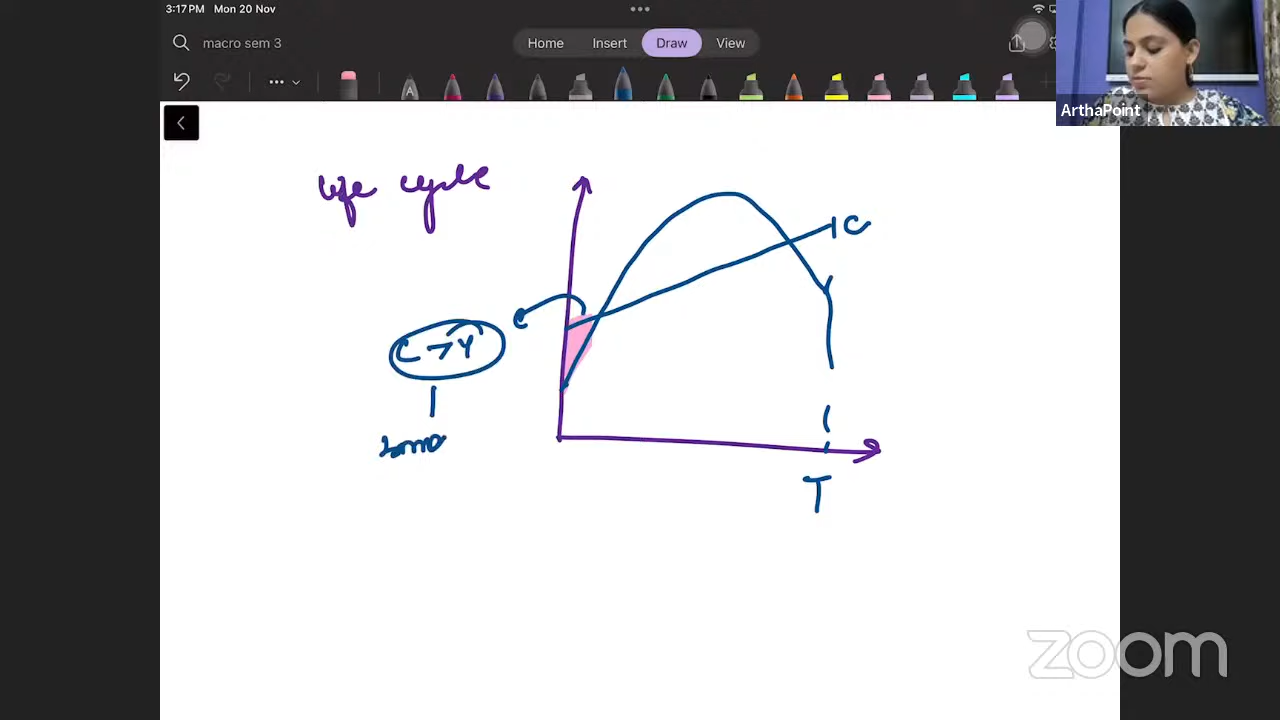 3:17 PM Mon 20 Nov
macro sem 3
Home Insert Draw View
A
ArthaPoint
life cycle
C
C > Y
T
zoom